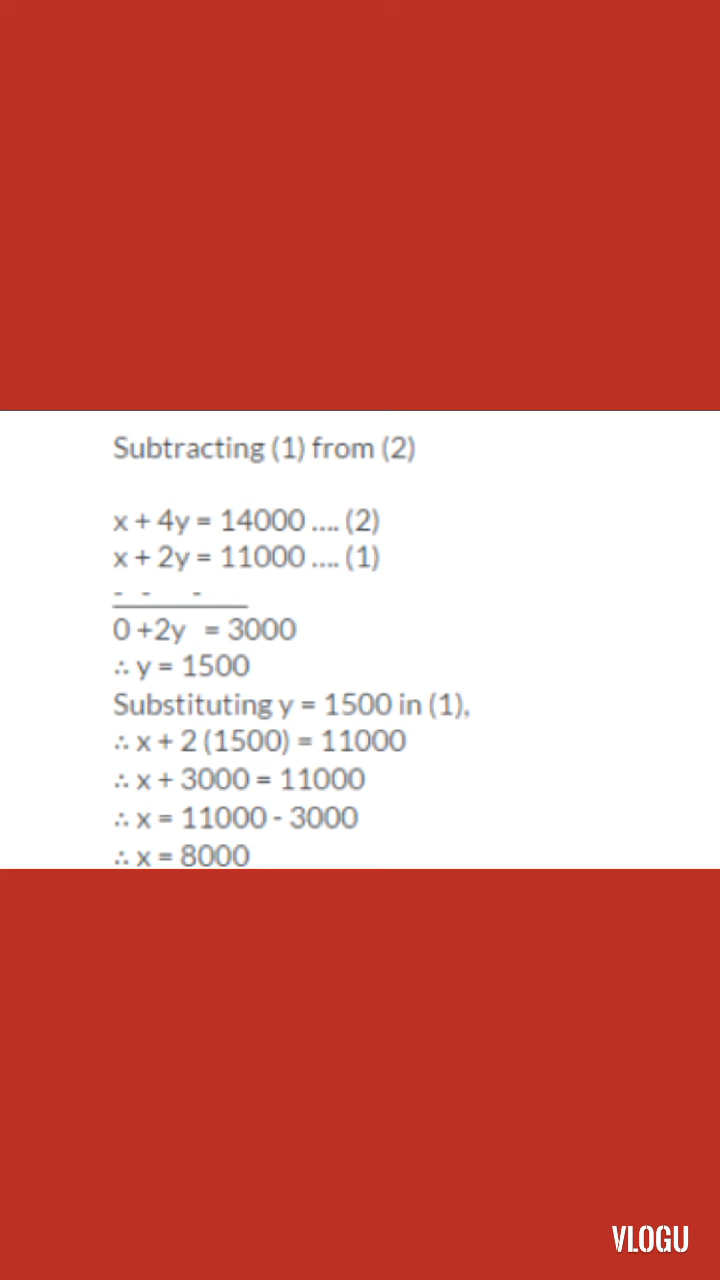 Subtracting (1) from (2)
x + 4y = 14000 .... (2)
x + 2y = 11000 .... (1)
- - -
0 +2y = 3000
∴ y = 1500
Substituting y = 1500 in (1),
∴ x + 2 (1500) = 11000
∴ x + 3000 = 11000
∴ x = 11000 - 3000
∴ x = 8000
VLOGU